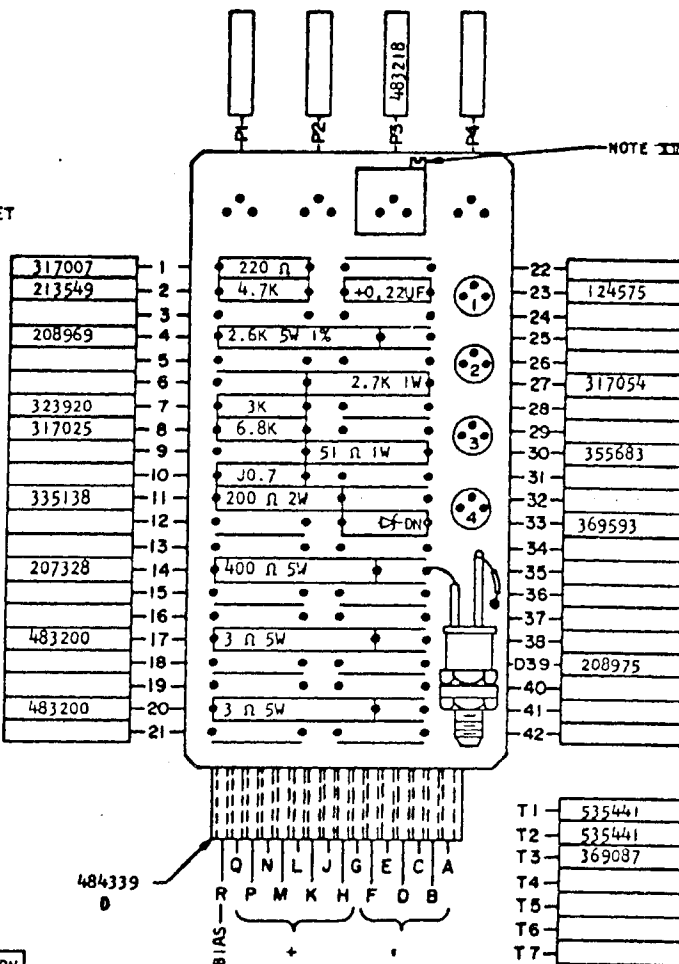 P1 P2 P3 P4
483218
NOTE III
ET
317007 1 220 Ω 22
213549 2 4.7K +0.22UF 1 23 124575
3 24
208969 4 2.6K 5W 1% 25
5 2 26
6 2.7K 1W 27 317054
323920 7 3K 28
317025 8 6.8K 3 29
9 51 Ω 1W 30 355683
10 J0.7 31
335138 11 200 Ω 2W 4 32
12 DN 33 369593
13 34
207328 14 400 Ω 5W 35
15 36
16 37
483200 17 3 Ω 5W 38
18 D39 208975
19 40
483200 20 3 Ω 5W 41
21 42
T1 535441
T2 535441
T3 369087
T4
T5
T6
T7
484339
D
Q N L J G E C A
R P M K H F D B
BIAS
+